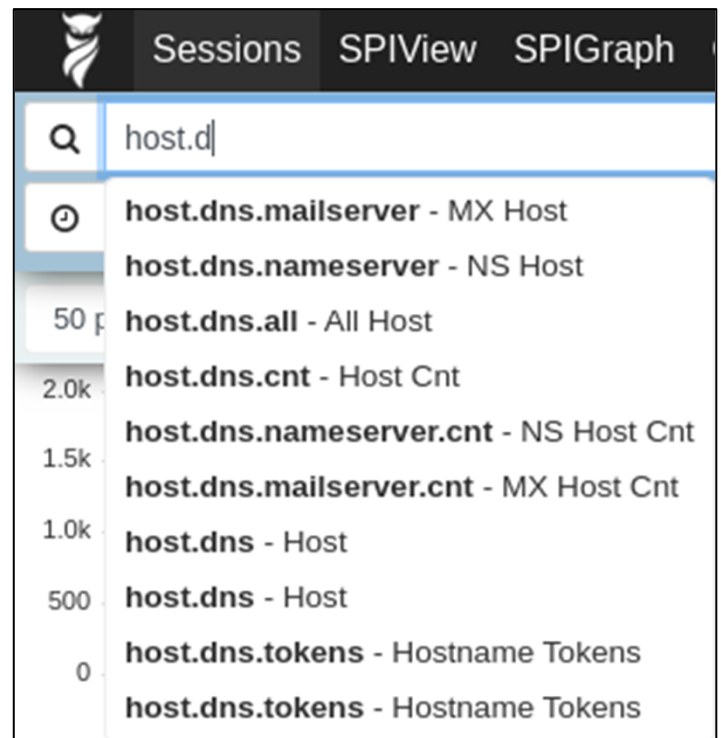 Sessions SPIView SPIGraph
host.d
host.dns.mailserver - MX Host
host.dns.nameserver - NS Host
host.dns.all - All Host
50 p
host.dns.cnt - Host Cnt
2.0k
host.dns.nameserver.cnt - NS Host Cnt
1.5k
host.dns.mailserver.cnt - MX Host Cnt
1.0k
host.dns - Host
500
host.dns - Host
host.dns.tokens - Hostname Tokens
0
host.dns.tokens - Hostname Tokens